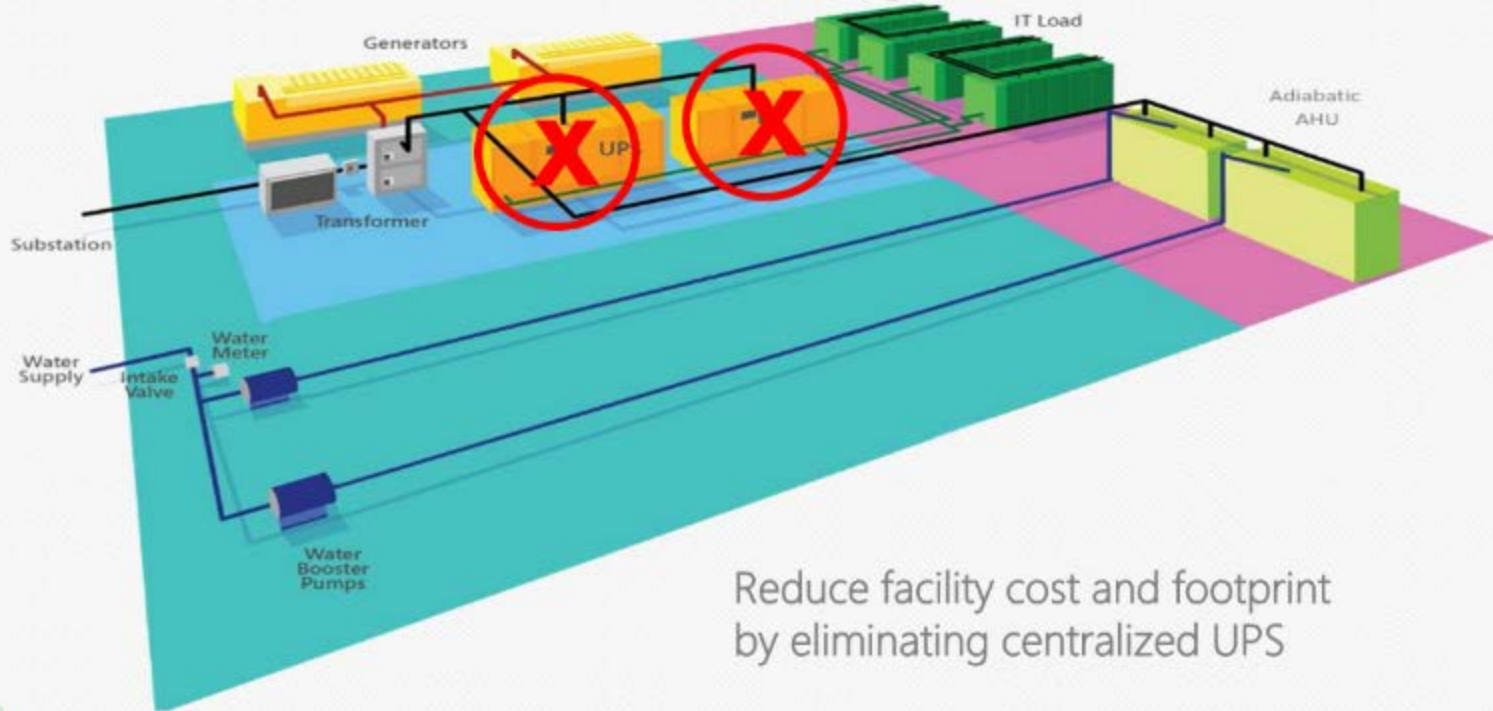 IT Load
Generators
Adiabatic
AHU
X
X
UP
Transformer
Substation
Water
Meter
Water
Supply
Intake
Valve
Water
Booster
Pumps
Reduce facility cost and footprint
by eliminating centralized UPS